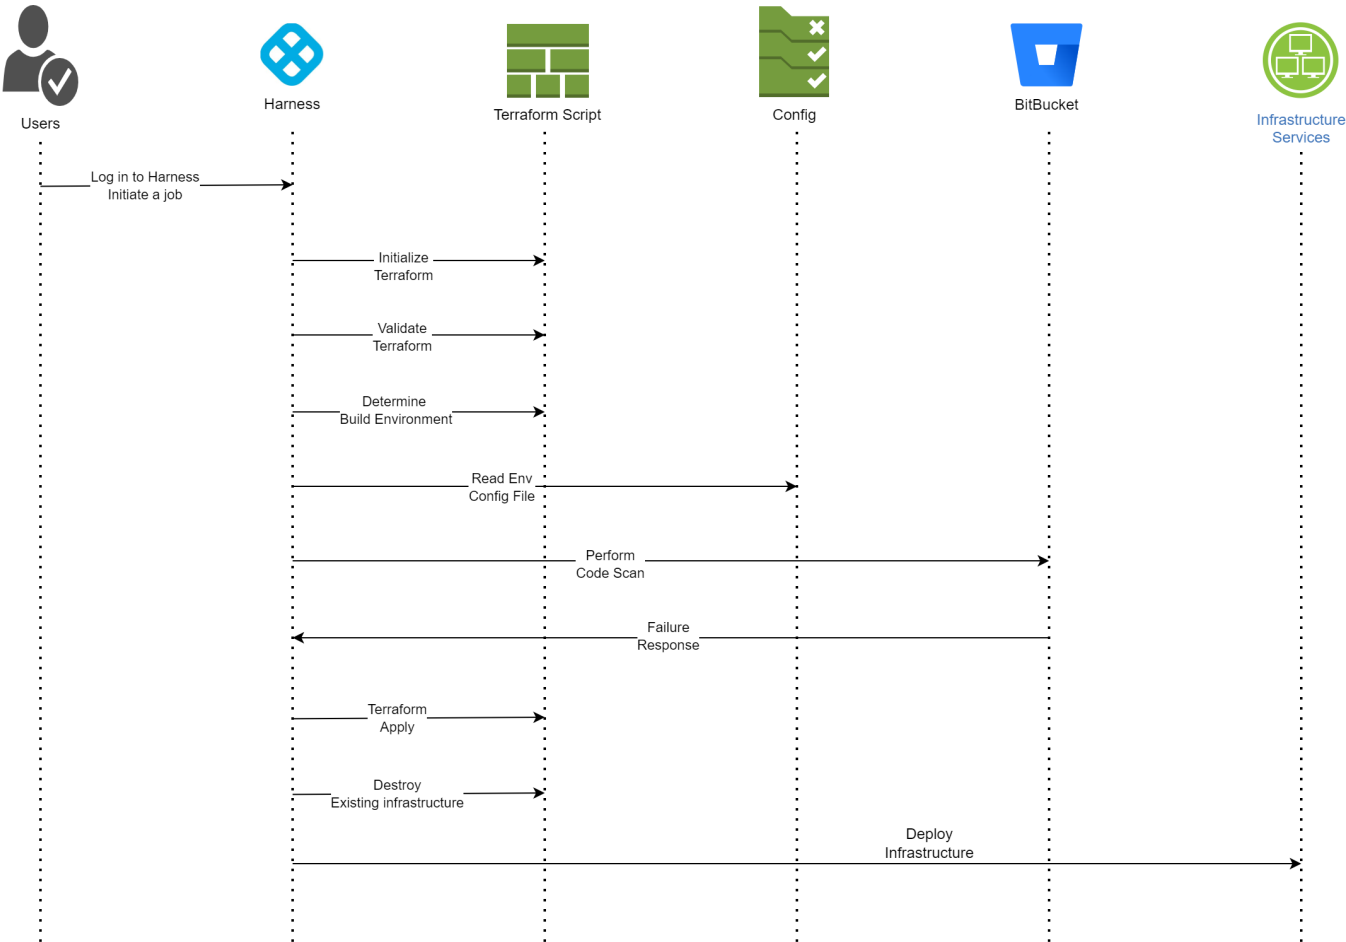 Users
Harness
Terraform Script
Config
BitBucket
Infrastructure
Services
Log in to Harness
Initiate a job
Initialize
Terraform
Validate
Terraform
Determine
Build Environment
Read Env
Config File
Perform
Code Scan
Failure
Response
Terraform
Apply
Destroy
Existing infrastructure
Deploy
Infrastructure